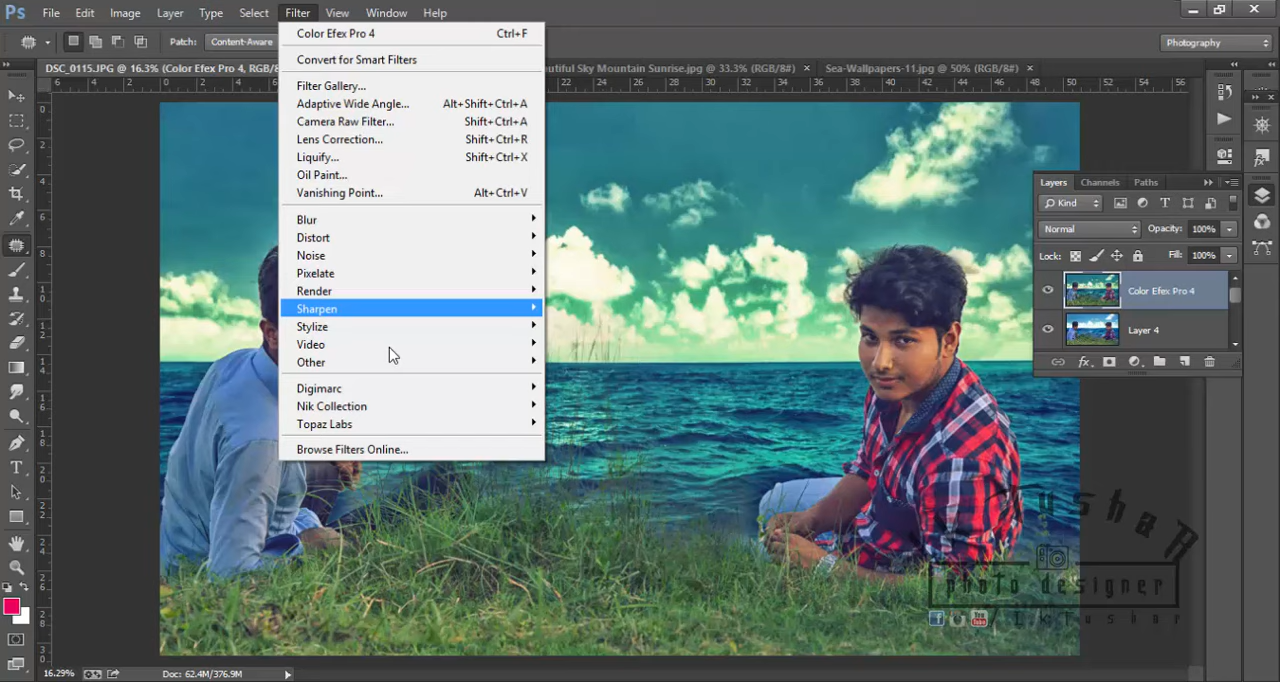 Ps File Edit Image Layer Type Select Filter View Window Help
Patch: Content-Aware
Photography
DSC_0115.JPG @ 16.3% (Color Efex Pro 4, RGB/8
eautiful Sky Mountain Sunrise.jpg @ 33.3% (RGB/8#) ×
Sea-Wallpapers-11.jpg @ 50% (RGB/8#) ×
Color Efex Pro 4 Ctrl+F
Convert for Smart Filters
Filter Gallery...
Adaptive Wide Angle... Alt+Shift+Ctrl+A
Camera Raw Filter... Shift+Ctrl+A
Lens Correction... Shift+Ctrl+R
Liquify... Shift+Ctrl+X
Oil Paint...
Vanishing Point... Alt+Ctrl+V
Blur
Distort
Noise
Pixelate
Render
Sharpen
Stylize
Video
Other
Digimarc
Nik Collection
Topaz Labs
Browse Filters Online...
Layers Channels Paths
Kind
Normal Opacity: 100%
Lock: Fill: 100%
Color Efex Pro 4
Layer 4
TushaR
photo designer
16.29% Doc: 62.4M/376.9M